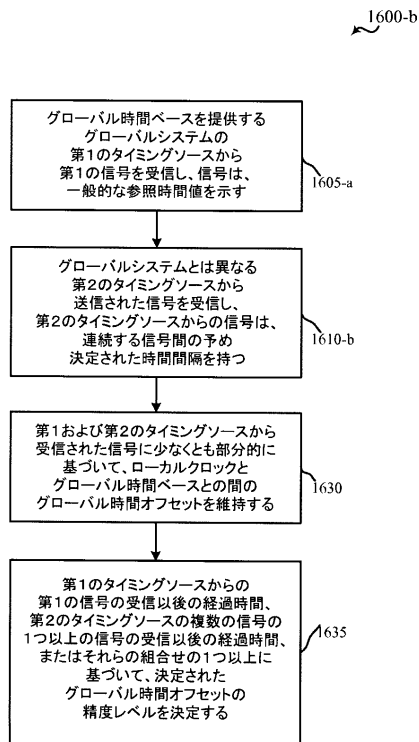 1600-b
グローバル時間ベースを提供する
グローバルシステムの
第1のタイミングソースから
第1の信号を受信し、信号は、
一般的な参照時間値を示す
1605-a
グローバルシステムとは異なる
第2のタイミングソースから
送信された信号を受信し、
第2のタイミングソースからの信号は、
連続する信号間の予め
決定された時間間隔を持つ
1610-b
第1および第2のタイミングソースから
受信された信号に少なくとも部分的に
基づいて、ローカルクロックと
グローバル時間ベースとの間の
グローバル時間オフセットを維持する
1630
第1のタイミングソースからの
第1の信号の受信以後の経過時間、
第2のタイミングソースの複数の信号の
1つ以上の信号の受信以後の経過時間、
またはそれらの組合せの1つ以上に
基づいて、決定された
グローバル時間オフセットの
精度レベルを決定する
1635